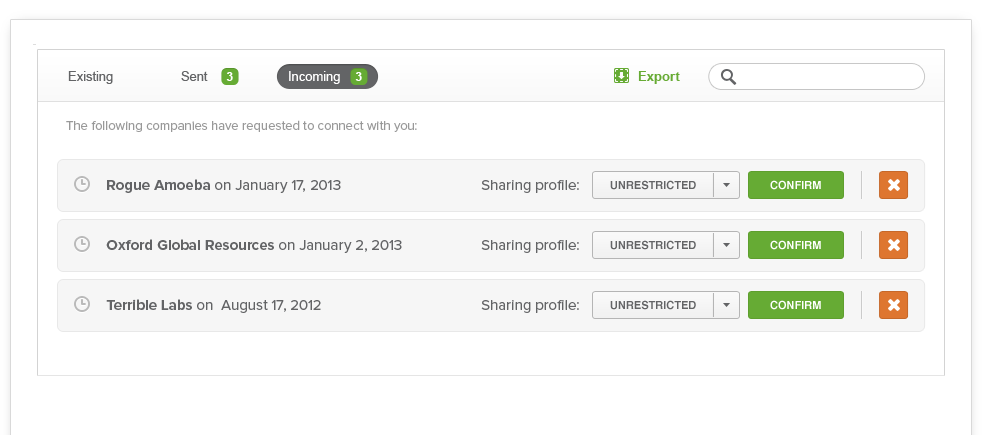 Existing Sent 3 Incoming 3 Export
The following companies have requested to connect with you:
Rogue Amoeba on January 17, 2013 Sharing profile: UNRESTRICTED CONFIRM
Oxford Global Resources on January 2, 2013 Sharing profile: UNRESTRICTED CONFIRM
Terrible Labs on August 17, 2012 Sharing profile: UNRESTRICTED CONFIRM